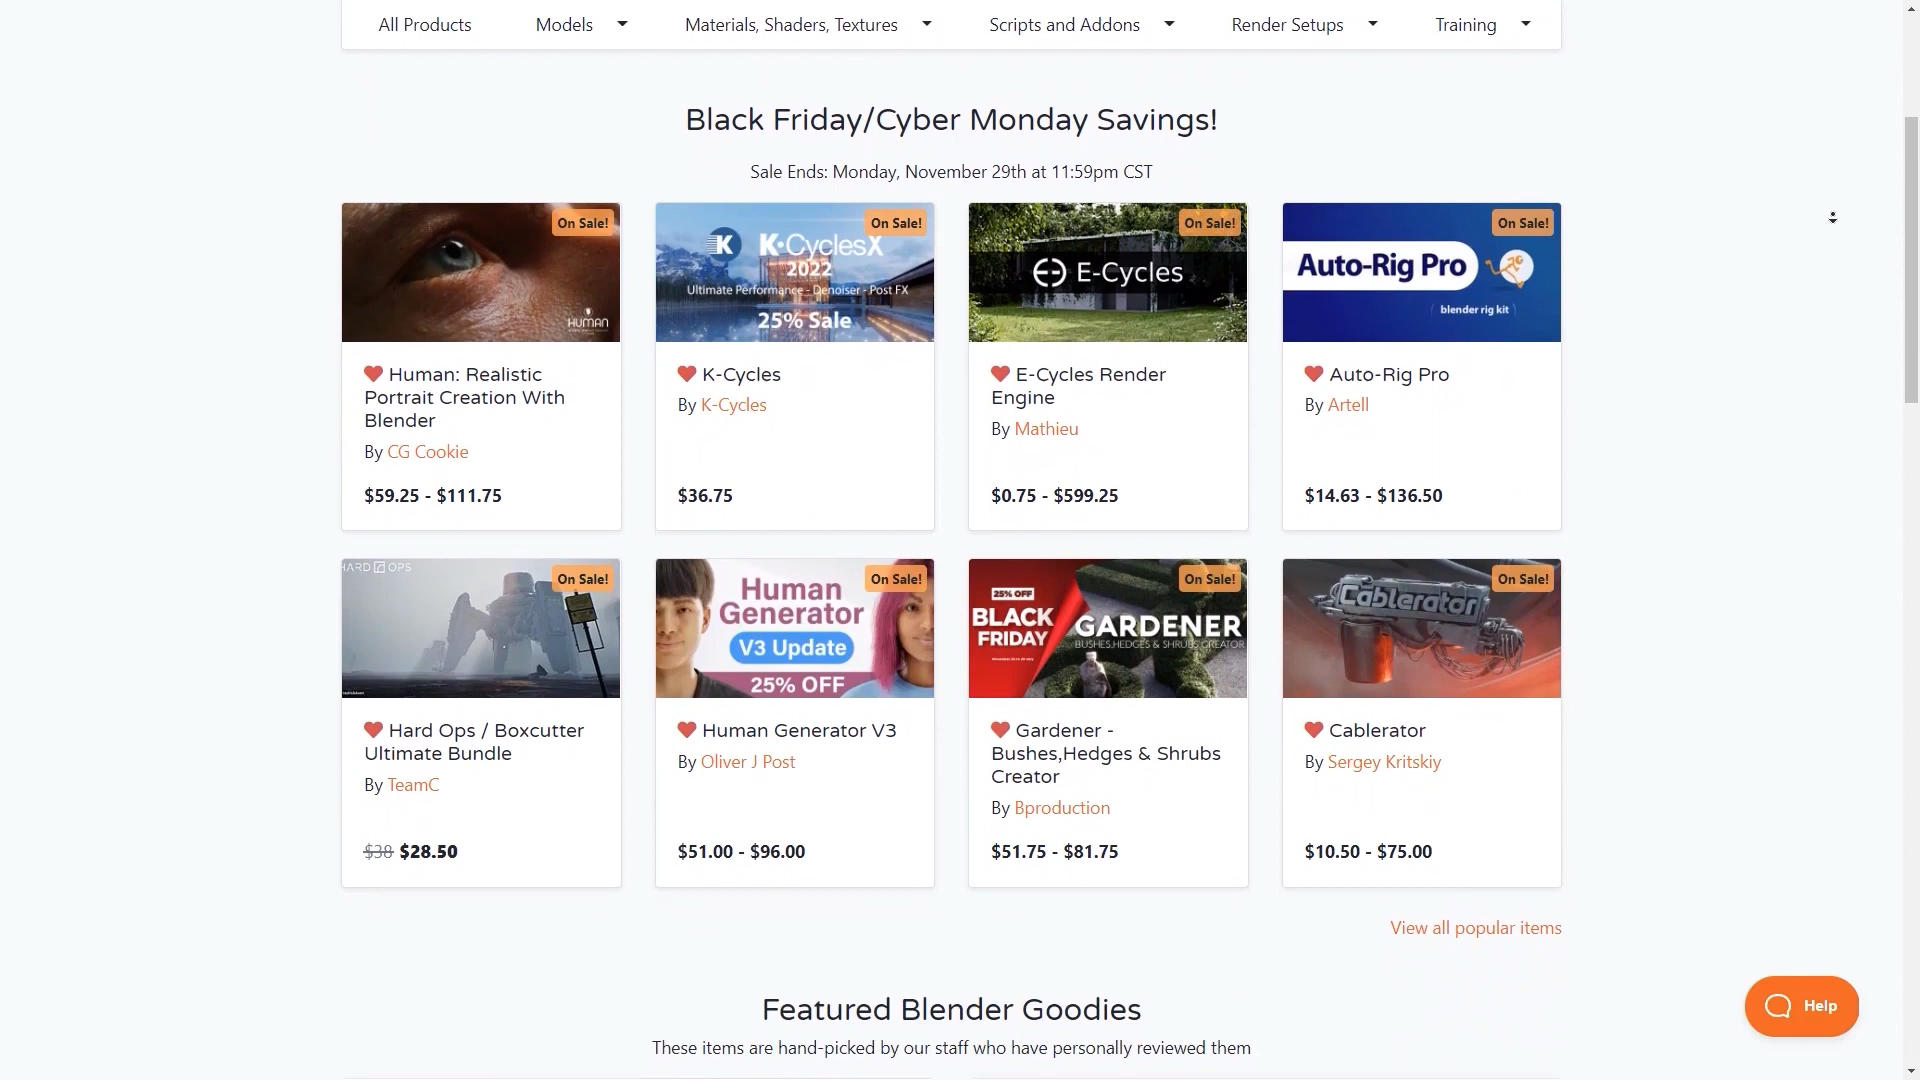 All Products
Models
Materials, Shaders, Textures
Scripts and Addons
Render Setups
Training
Black Friday/Cyber Monday Savings!
Sale Ends: Monday, November 29th at 11:59pm CST
On Sale!
HUMAN
Human: Realistic
Portrait Creation With
Blender
By CG Cookie
$59.25 - $111.75
On Sale!
K K·CyclesX
2022
Ultimate Performance - Denoiser - Post FX
25% Sale
K-Cycles
By K-Cycles
$36.75
On Sale!
E-Cycles
E-Cycles Render
Engine
By Mathieu
$0.75 - $599.25
On Sale!
Auto-Rig Pro
blender rig kit
Auto-Rig Pro
By Artell
$14.63 - $136.50
HARD OPS
On Sale!
Hard Ops / Boxcutter
Ultimate Bundle
By TeamC
$38 $28.50
On Sale!
Human
Generator
V3 Update
25% OFF
Human Generator V3
By Oliver J Post
$51.00 - $96.00
On Sale!
25% OFF
BLACK
FRIDAY
GARDENER
BUSHES,HEDGES & SHRUBS CREATOR
Gardener -
Bushes,Hedges & Shrubs
Creator
By Bproduction
$51.75 - $81.75
On Sale!
Cablerator
Cablerator
By Sergey Kritskiy
$10.50 - $75.00
View all popular items
Featured Blender Goodies
These items are hand-picked by our staff who have personally reviewed them
Help